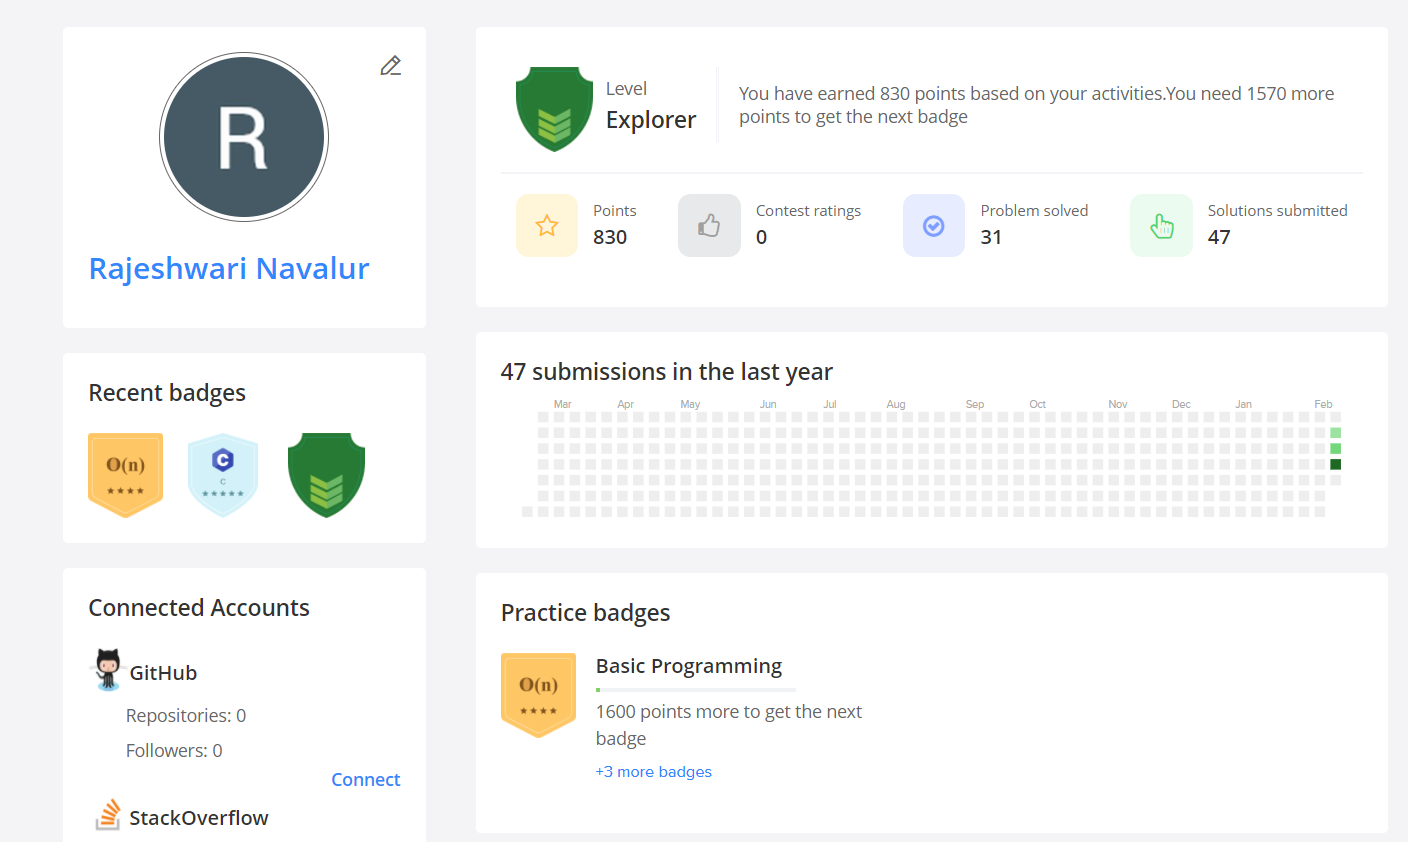 R
Rajeshwari Navalur
Recent badges
O(n)
C
C
Connected Accounts
GitHub
Repositories: 0
Followers: 0
Connect
StackOverflow
Level
Explorer
You have earned 830 points based on your activities.You need 1570 more
points to get the next badge
Points
830
Contest ratings
0
Problem solved
31
Solutions submitted
47
47 submissions in the last year
Mar Apr May Jun Jul Aug Sep Oct Nov Dec Jan Feb
Practice badges
O(n)
Basic Programming
1600 points more to get the next
badge
+3 more badges